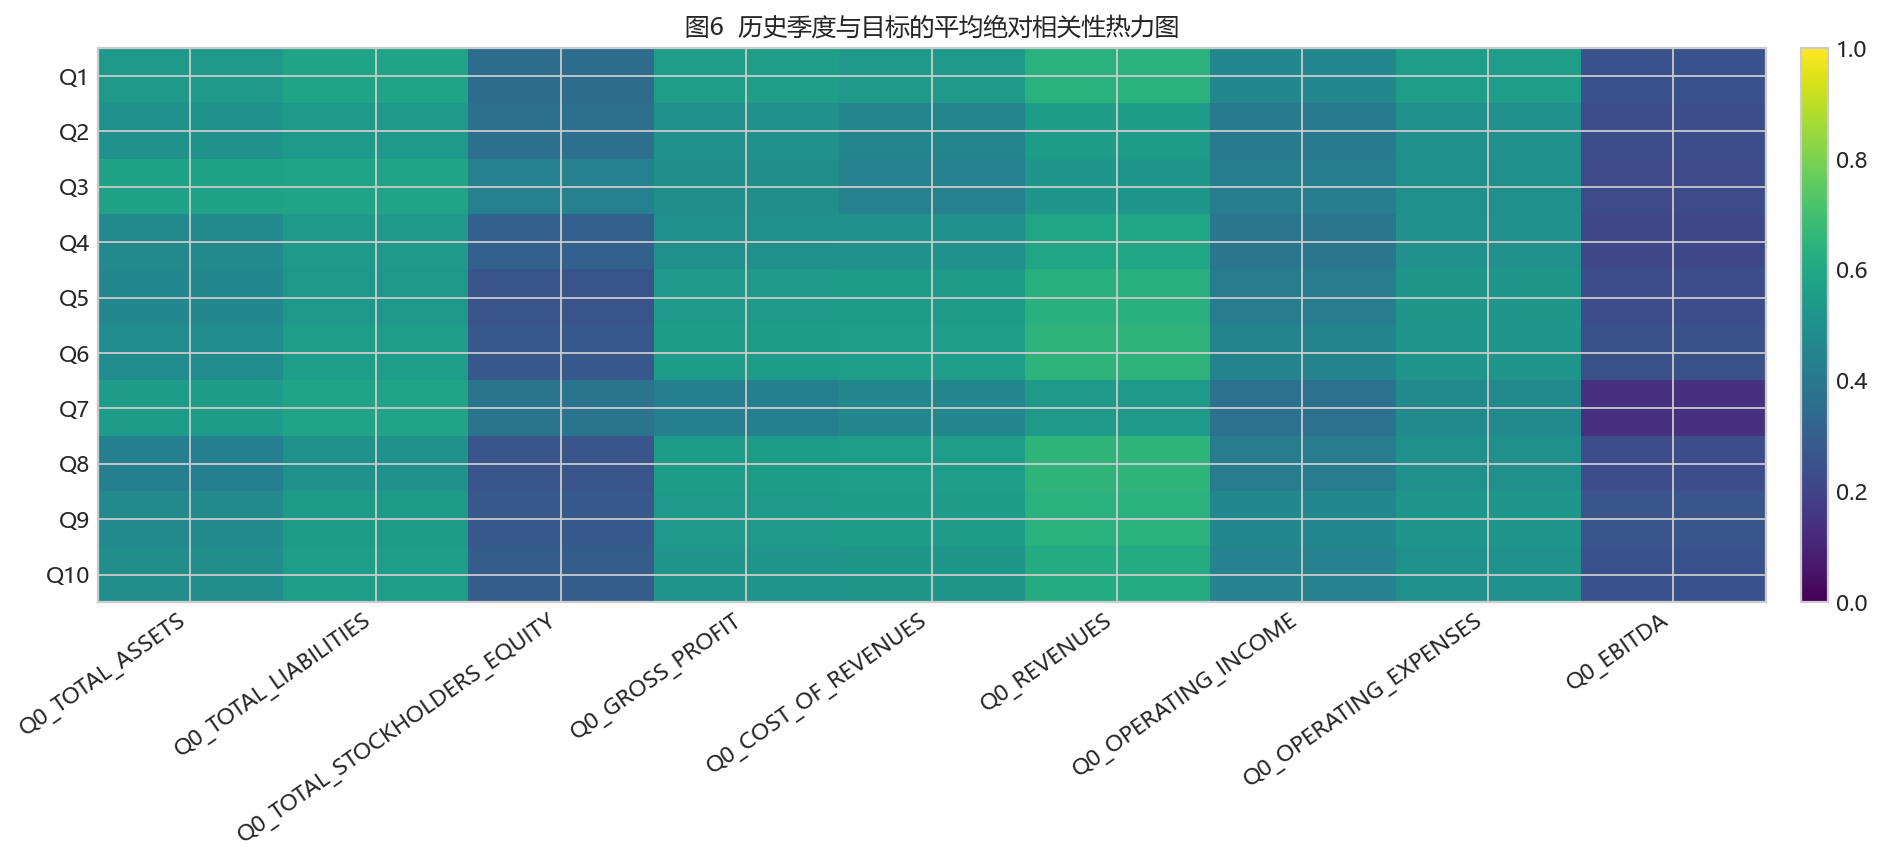 图6 历史季度与目标的平均绝对相关性热力图
Q1
Q2
Q3
Q4
Q5
Q6
Q7
Q8
Q9
Q10
Q0_TOTAL_ASSETS
Q0_TOTAL_LIABILITIES
Q0_TOTAL_STOCKHOLDERS_EQUITY
Q0_GROSS_PROFIT
Q0_COST_OF_REVENUES
Q0_REVENUES
Q0_OPERATING_INCOME
Q0_OPERATING_EXPENSES
Q0_EBITDA
1.0
0.8
0.6
0.4
0.2
0.0